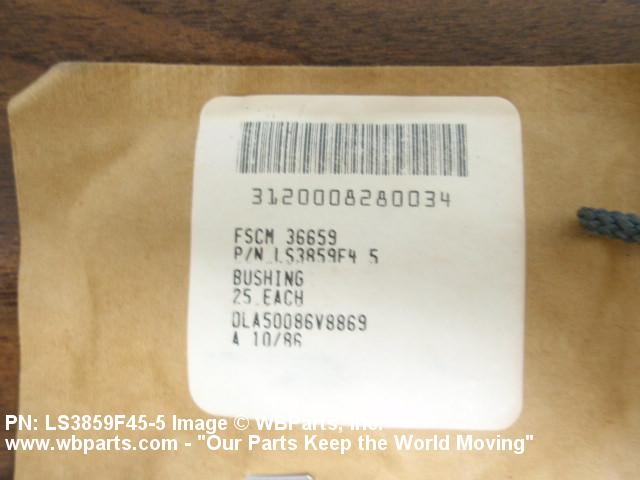 3120008280034
FSCM 36659
P/N LS3859F4 5
BUSHING
25 EACH
DLA50086V8869
A 10/86
PN: LS3859F45-5 Image © WBParts, Inc.
www.wbparts.com - "Our Parts Keep the World Moving"